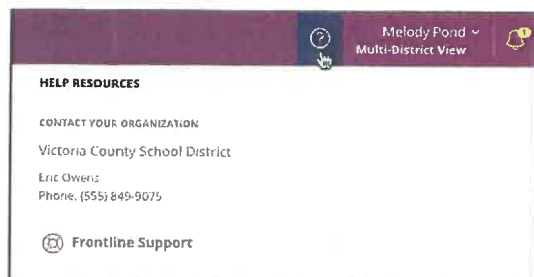 ?
Melody Pond
Multi-District View
1
HELP RESOURCES
CONTACT YOUR ORGANIZATION
Victoria County School District
Eric Owens
Phone: (555) 849-9075
Frontline Support